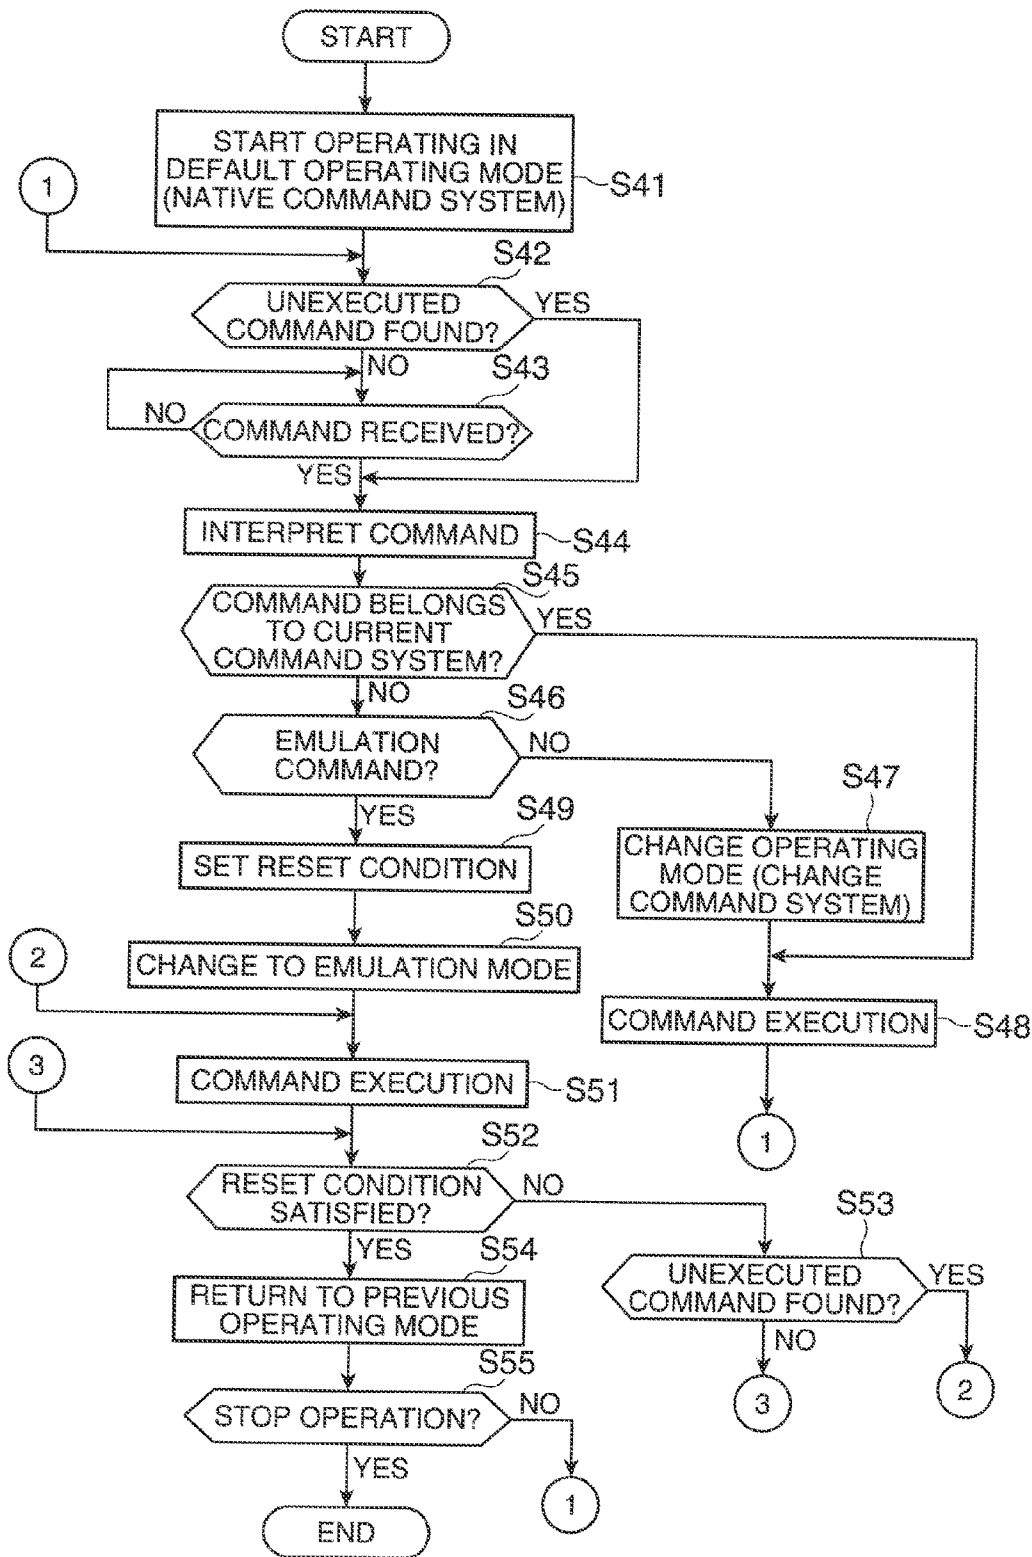 START
START OPERATING IN
DEFAULT OPERATING MODE
(NATIVE COMMAND SYSTEM)
S41
1
S42
UNEXECUTED
COMMAND FOUND?
YES
NO
S43
NO
COMMAND RECEIVED?
YES
INTERPRET COMMAND
S44
S45
COMMAND BELONGS
TO CURRENT
COMMAND SYSTEM?
YES
NO
S46
EMULATION
COMMAND?
NO
YES
S47
CHANGE OPERATING
MODE (CHANGE
COMMAND SYSTEM)
S49
SET RESET CONDITION
S50
CHANGE TO EMULATION MODE
2
COMMAND EXECUTION
S48
1
3
COMMAND EXECUTION
S51
S52
RESET CONDITION
SATISFIED?
NO
YES
S53
UNEXECUTED
COMMAND FOUND?
YES
NO
3
2
S54
RETURN TO PREVIOUS
OPERATING MODE
S55
STOP OPERATION?
NO
YES
1
END